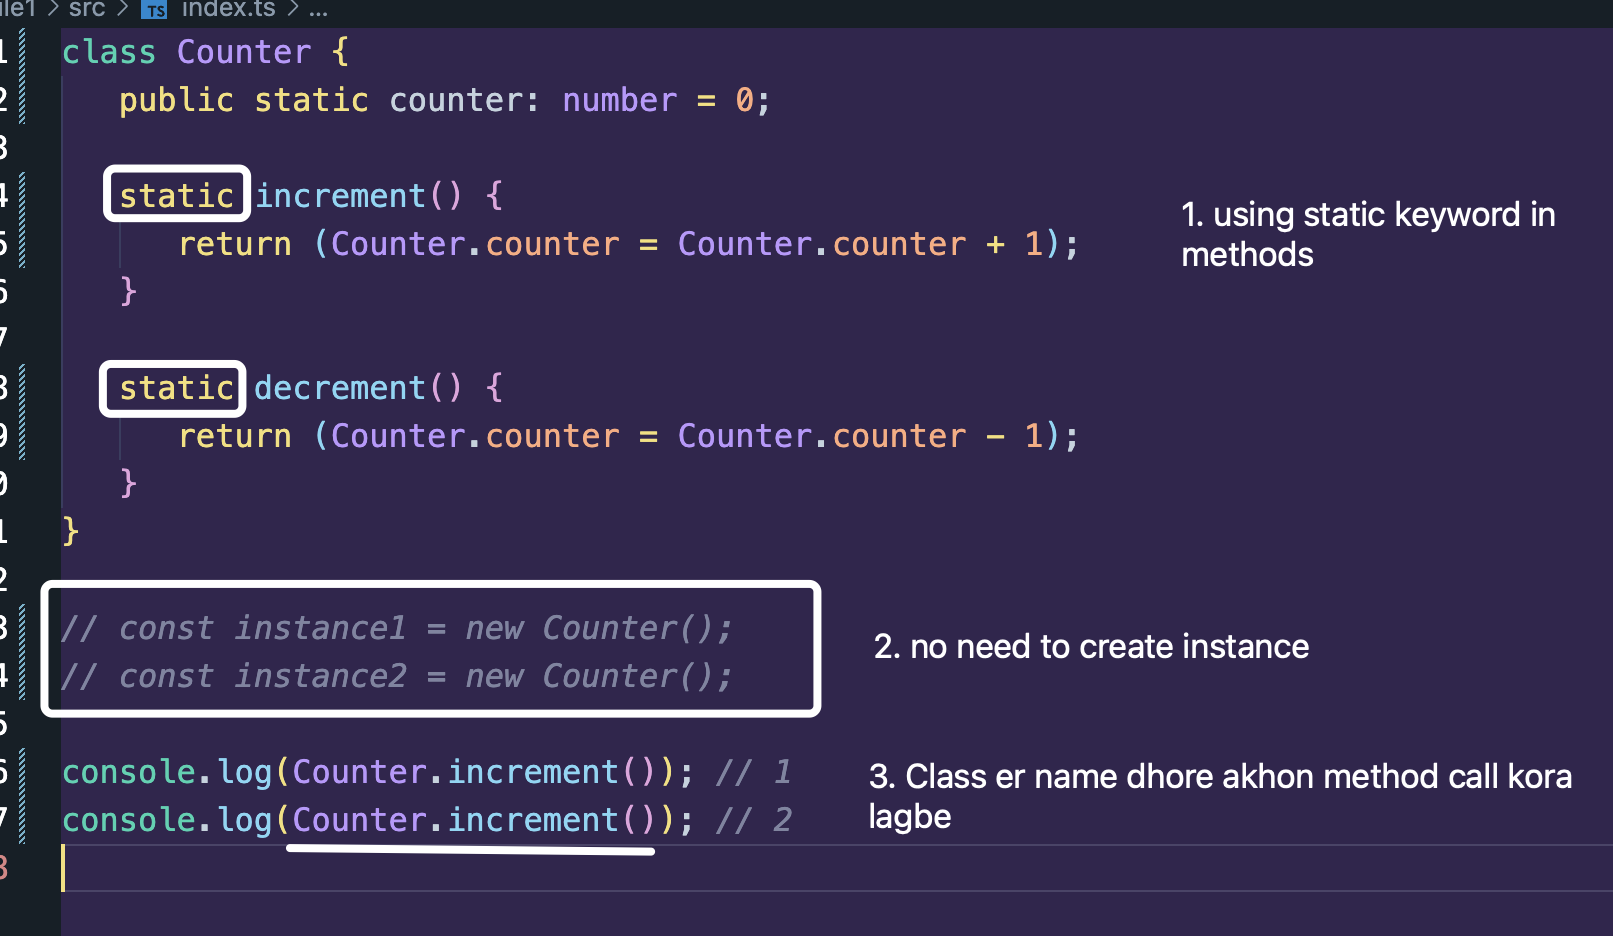 ile1 > src > TS index.ts > ...
1 class Counter {
2 public static counter: number = 0;
3
4 static increment() {
5 return (Counter.counter = Counter.counter + 1);
6 }
7
8 static decrement() {
9 return (Counter.counter = Counter.counter - 1);
0 }
1 }
2
3 // const instance1 = new Counter();
4 // const instance2 = new Counter();
5
6 console.log(Counter.increment()); // 1
7 console.log(Counter.increment()); // 2
8
1. using static keyword in
methods
2. no need to create instance
3. Class er name dhore akhon method call kora
lagbe